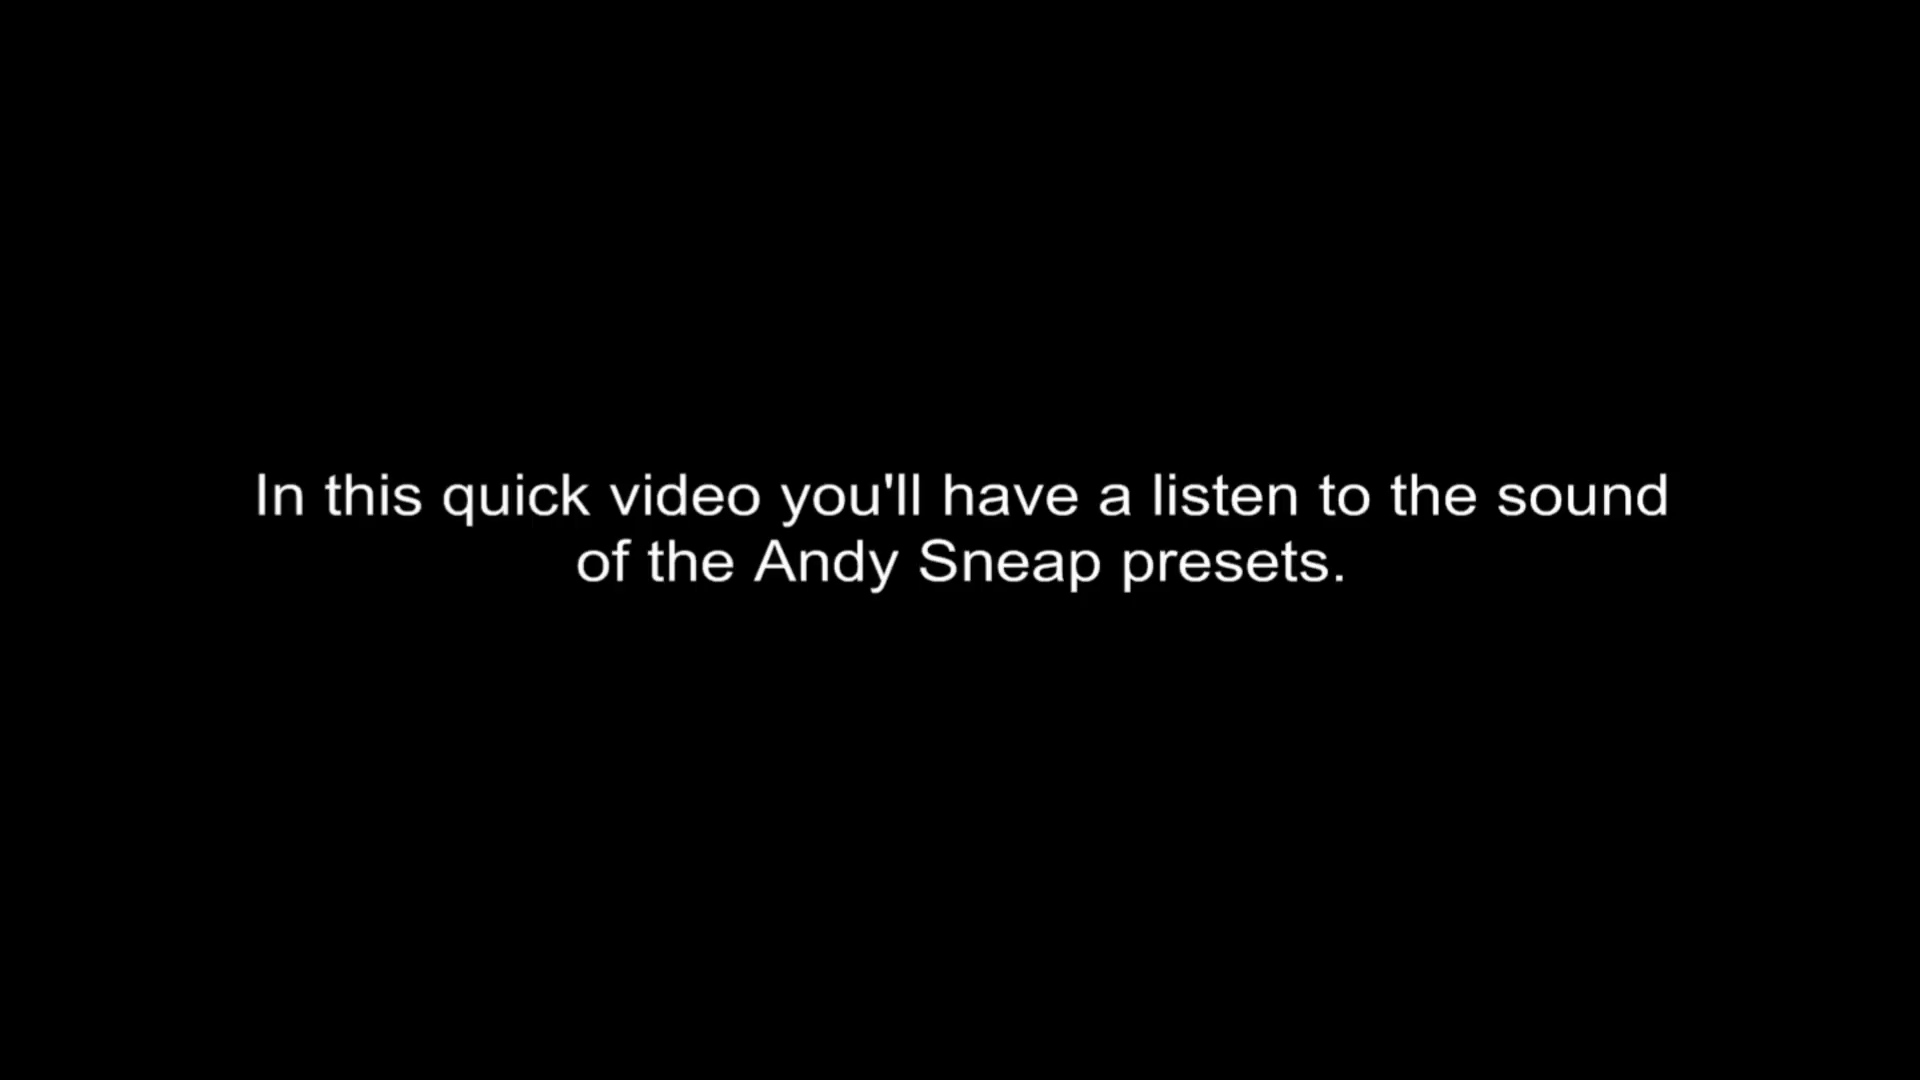 In this quick video you'll have a listen to the sound
of the Andy Sneap presets.